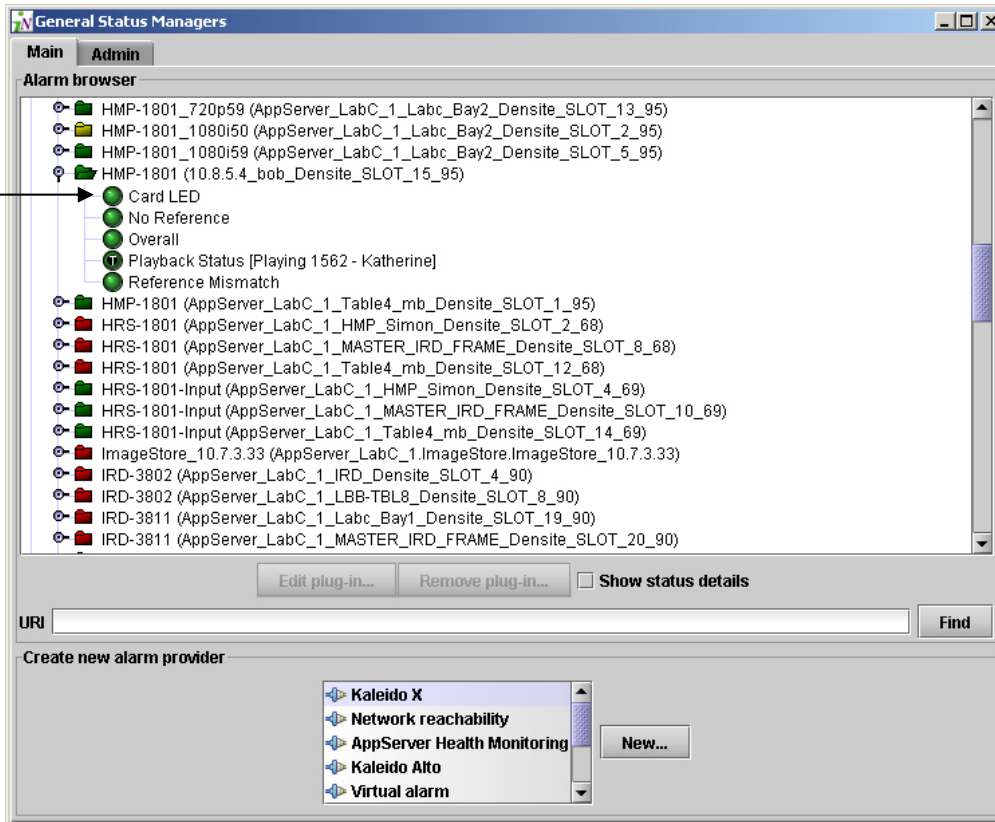 General Status Managers
Main Admin
Alarm browser
HMP-1801_720p59 (AppServer_LabC_1_Labc_Bay2_Densite_SLOT_13_95)
HMP-1801_1080i50 (AppServer_LabC_1_Labc_Bay2_Densite_SLOT_2_95)
HMP-1801_1080i59 (AppServer_LabC_1_Labc_Bay2_Densite_SLOT_5_95)
HMP-1801 (10.8.5.4_bob_Densite_SLOT_15_95)
Card LED
No Reference
Overall
T Playback Status [Playing 1562 - Katherine]
Reference Mismatch
HMP-1801 (AppServer_LabC_1_Table4_mb_Densite_SLOT_1_95)
HRS-1801 (AppServer_LabC_1_HMP_Simon_Densite_SLOT_2_68)
HRS-1801 (AppServer_LabC_1_MASTER_IRD_FRAME_Densite_SLOT_8_68)
HRS-1801 (AppServer_LabC_1_Table4_mb_Densite_SLOT_12_68)
HRS-1801-Input (AppServer_LabC_1_HMP_Simon_Densite_SLOT_4_69)
HRS-1801-Input (AppServer_LabC_1_MASTER_IRD_FRAME_Densite_SLOT_10_69)
HRS-1801-Input (AppServer_LabC_1_Table4_mb_Densite_SLOT_14_69)
ImageStore_10.7.3.33 (AppServer_LabC_1.ImageStore.ImageStore_10.7.3.33)
IRD-3802 (AppServer_LabC_1_IRD_Densite_SLOT_4_90)
IRD-3802 (AppServer_LabC_1_LBB-TBL8_Densite_SLOT_8_90)
IRD-3811 (AppServer_LabC_1_Labc_Bay1_Densite_SLOT_19_90)
IRD-3811 (AppServer_LabC_1_MASTER_IRD_FRAME_Densite_SLOT_20_90)
Edit plug-in... Remove plug-in... Show status details
URI Find
Create new alarm provider
Kaleido X
Network reachability
AppServer Health Monitoring
Kaleido Alto
Virtual alarm
New...